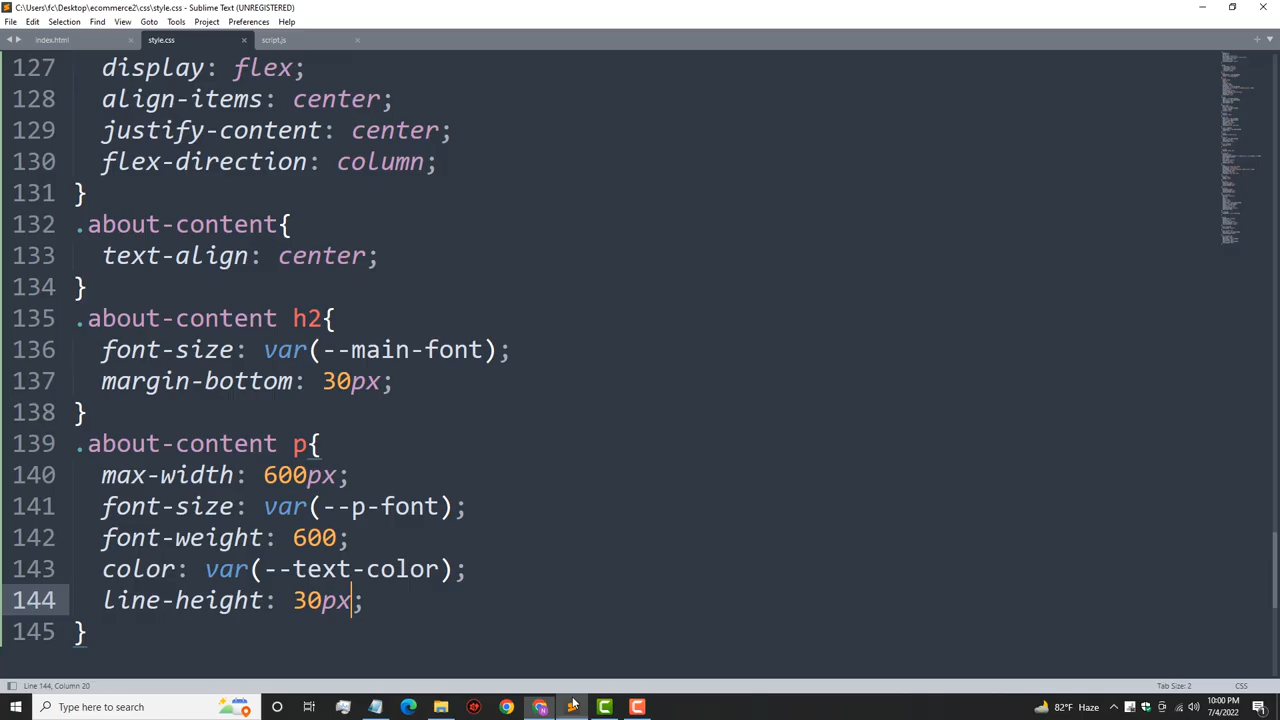 C:\Users\fc\Desktop\ecommerce2\css\style.css - Sublime Text (UNREGISTERED)
File Edit Selection Find View Goto Tools Project Preferences Help
index.html style.css script.js
127 display: flex;
128 align-items: center;
129 justify-content: center;
130 flex-direction: column;
131 }
132 .about-content{
133 text-align: center;
134 }
135 .about-content h2{
136 font-size: var(--main-font);
137 margin-bottom: 30px;
138 }
139 .about-content p{
140 max-width: 600px;
141 font-size: var(--p-font);
142 font-weight: 600;
143 color: var(--text-color);
144 line-height: 30px;
145 }
Line 144, Column 20 Tab Size: 2 CSS
Type here to search 82°F Haze 10:00 PM
7/4/2022